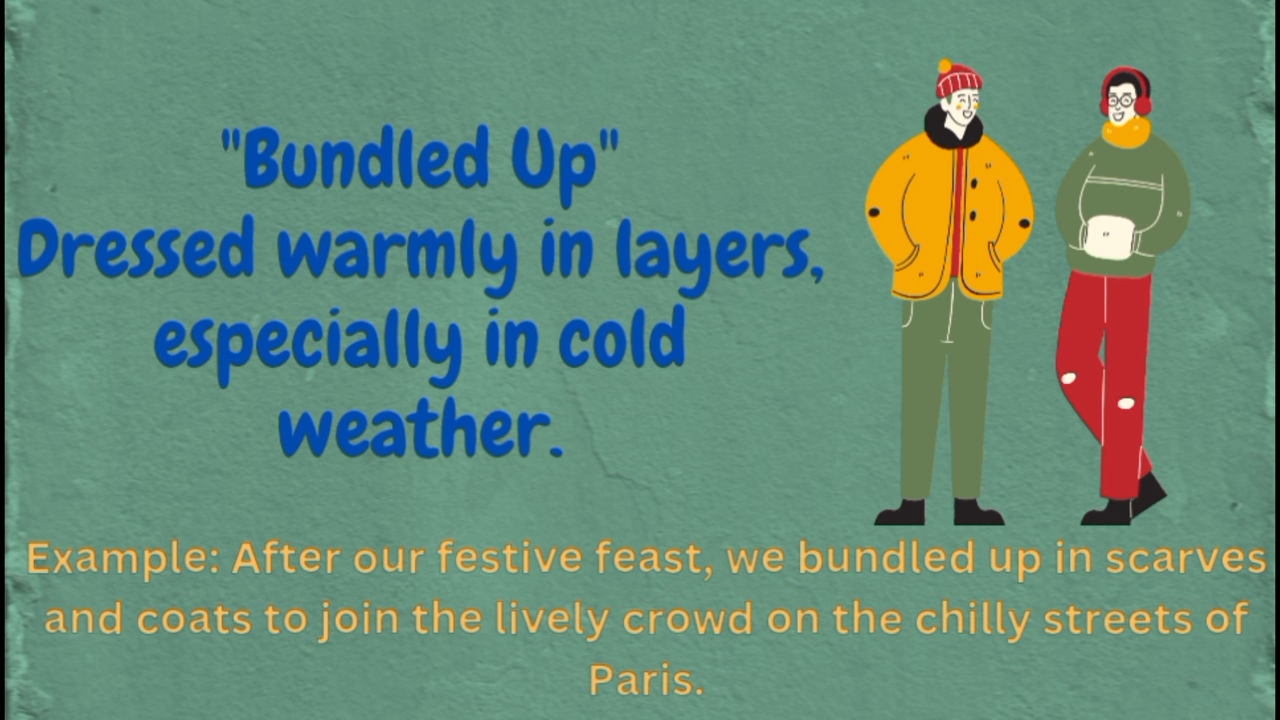 "Bundled Up"
Dressed warmly in layers,
especially in cold
weather.
Example: After our festive feast, we bundled up in scarves
and coats to join the lively crowd on the chilly streets of
Paris.